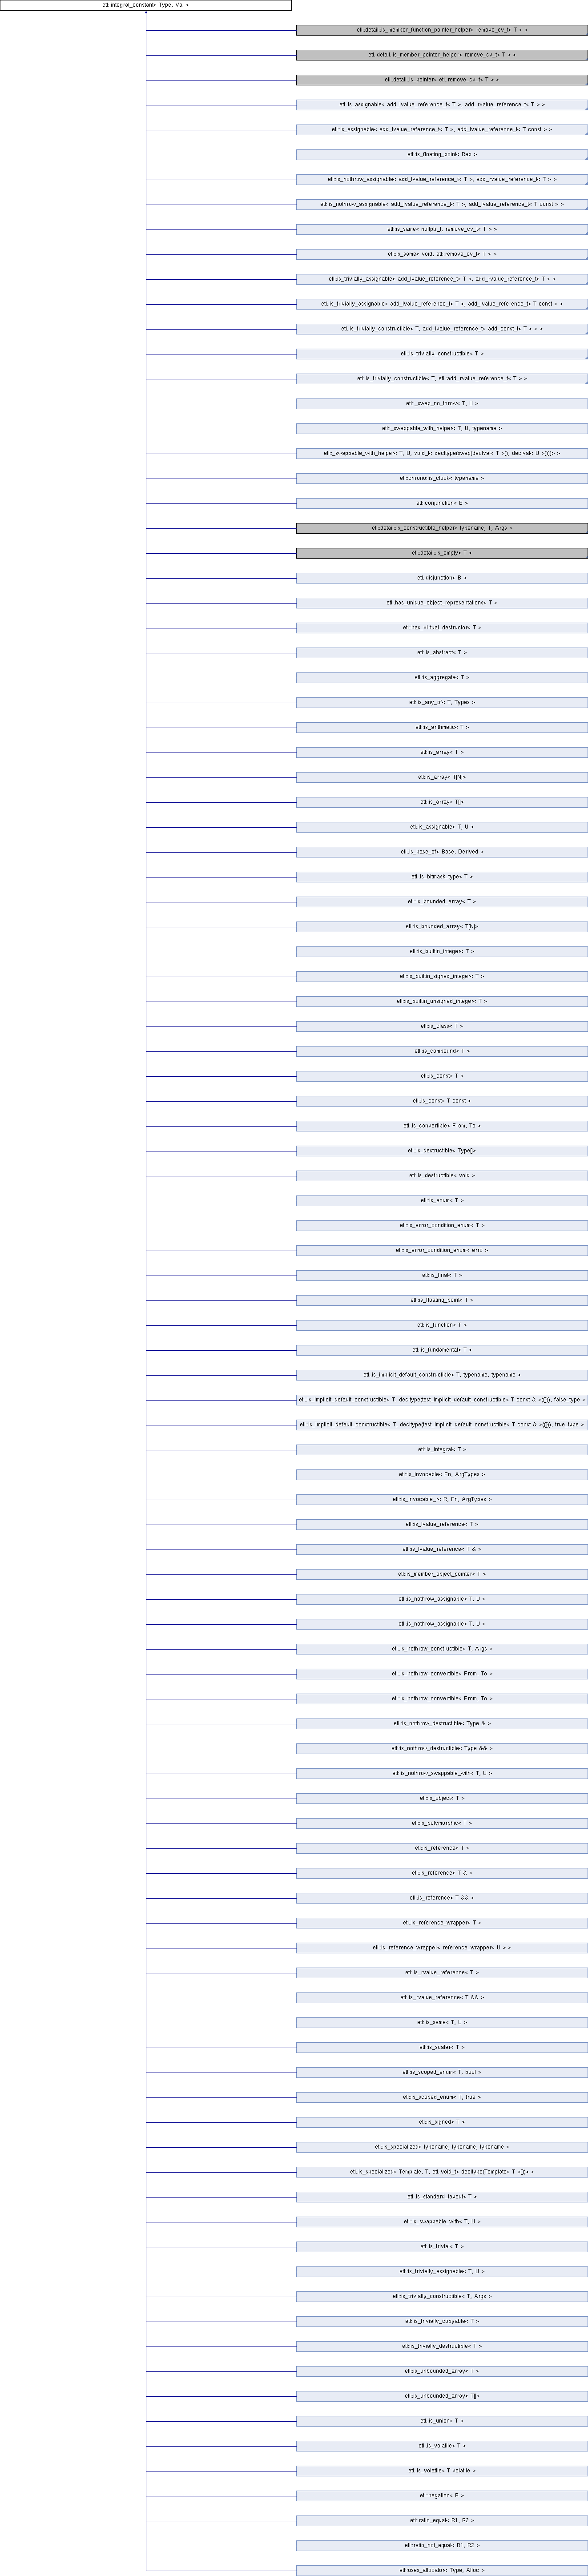 etl::integral_constant< Type, Val >
etl::detail::is_member_function_pointer_helper< remove_cv_t< T > >
etl::detail::is_member_pointer_helper< remove_cv_t< T > >
etl::detail::is_pointer< etl::remove_cv_t< T > >
etl::is_assignable< add_lvalue_reference_t< T >, add_rvalue_reference_t< T > >
etl::is_assignable< add_lvalue_reference_t< T >, add_lvalue_reference_t< T const > >
etl::is_floating_point< Rep >
etl::is_nothrow_assignable< add_lvalue_reference_t< T >, add_rvalue_reference_t< T > >
etl::is_nothrow_assignable< add_lvalue_reference_t< T >, add_lvalue_reference_t< T const > >
etl::is_same< nullptr_t, remove_cv_t< T > >
etl::is_same< void, etl::remove_cv_t< T > >
etl::is_trivially_assignable< add_lvalue_reference_t< T >, add_rvalue_reference_t< T > >
etl::is_trivially_assignable< add_lvalue_reference_t< T >, add_lvalue_reference_t< T const > >
etl::is_trivially_constructible< T, add_lvalue_reference_t< add_const_t< T > > >
etl::is_trivially_constructible< T >
etl::is_trivially_constructible< T, etl::add_rvalue_reference_t< T > >
etl::_swap_no_throw< T, U >
etl::_swappable_with_helper< T, U, typename >
etl::_swappable_with_helper< T, U, void_t< decltype(swap(declval< T >(), declval< U >()))> >
etl::chrono::is_clock< typename >
etl::conjunction< B >
etl::detail::is_constructible_helper< typename, T, Args >
etl::detail::is_empty< T >
etl::disjunction< B >
etl::has_unique_object_representations< T >
etl::has_virtual_destructor< T >
etl::is_abstract< T >
etl::is_aggregate< T >
etl::is_any_of< T, Types >
etl::is_arithmetic< T >
etl::is_array< T >
etl::is_array< T[N]>
etl::is_array< T[]>
etl::is_assignable< T, U >
etl::is_base_of< Base, Derived >
etl::is_bitmask_type< T >
etl::is_bounded_array< T >
etl::is_bounded_array< T[N]>
etl::is_builtin_integer< T >
etl::is_builtin_signed_integer< T >
etl::is_builtin_unsigned_integer< T >
etl::is_class< T >
etl::is_compound< T >
etl::is_const< T >
etl::is_const< T const >
etl::is_convertible< From, To >
etl::is_destructible< Type[]>
etl::is_destructible< void >
etl::is_enum< T >
etl::is_error_condition_enum< T >
etl::is_error_condition_enum< errc >
etl::is_final< T >
etl::is_floating_point< T >
etl::is_function< T >
etl::is_fundamental< T >
etl::is_implicit_default_constructible< T, typename, typename >
etl::is_implicit_default_constructible< T, decltype(test_implicit_default_constructible< T const & >({})), false_type >
etl::is_implicit_default_constructible< T, decltype(test_implicit_default_constructible< T const & >({})), true_type >
etl::is_integral< T >
etl::is_invocable< Fn, ArgTypes >
etl::is_invocable_r< R, Fn, ArgTypes >
etl::is_lvalue_reference< T >
etl::is_lvalue_reference< T & >
etl::is_member_object_pointer< T >
etl::is_nothrow_assignable< T, U >
etl::is_nothrow_assignable< T, U >
etl::is_nothrow_constructible< T, Args >
etl::is_nothrow_convertible< From, To >
etl::is_nothrow_convertible< From, To >
etl::is_nothrow_destructible< Type & >
etl::is_nothrow_destructible< Type && >
etl::is_nothrow_swappable_with< T, U >
etl::is_object< T >
etl::is_polymorphic< T >
etl::is_reference< T >
etl::is_reference< T & >
etl::is_reference< T && >
etl::is_reference_wrapper< T >
etl::is_reference_wrapper< reference_wrapper< U > >
etl::is_rvalue_reference< T >
etl::is_rvalue_reference< T && >
etl::is_same< T, U >
etl::is_scalar< T >
etl::is_scoped_enum< T, bool >
etl::is_scoped_enum< T, true >
etl::is_signed< T >
etl::is_specialized< typename, typename, typename >
etl::is_specialized< Template, T, etl::void_t< decltype(Template< T >{})> >
etl::is_standard_layout< T >
etl::is_swappable_with< T, U >
etl::is_trivial< T >
etl::is_trivially_assignable< T, U >
etl::is_trivially_constructible< T, Args >
etl::is_trivially_copyable< T >
etl::is_trivially_destructible< T >
etl::is_unbounded_array< T >
etl::is_unbounded_array< T[]>
etl::is_union< T >
etl::is_volatile< T >
etl::is_volatile< T volatile >
etl::negation< B >
etl::ratio_equal< R1, R2 >
etl::ratio_not_equal< R1, R2 >
etl::uses_allocator< Type, Alloc >